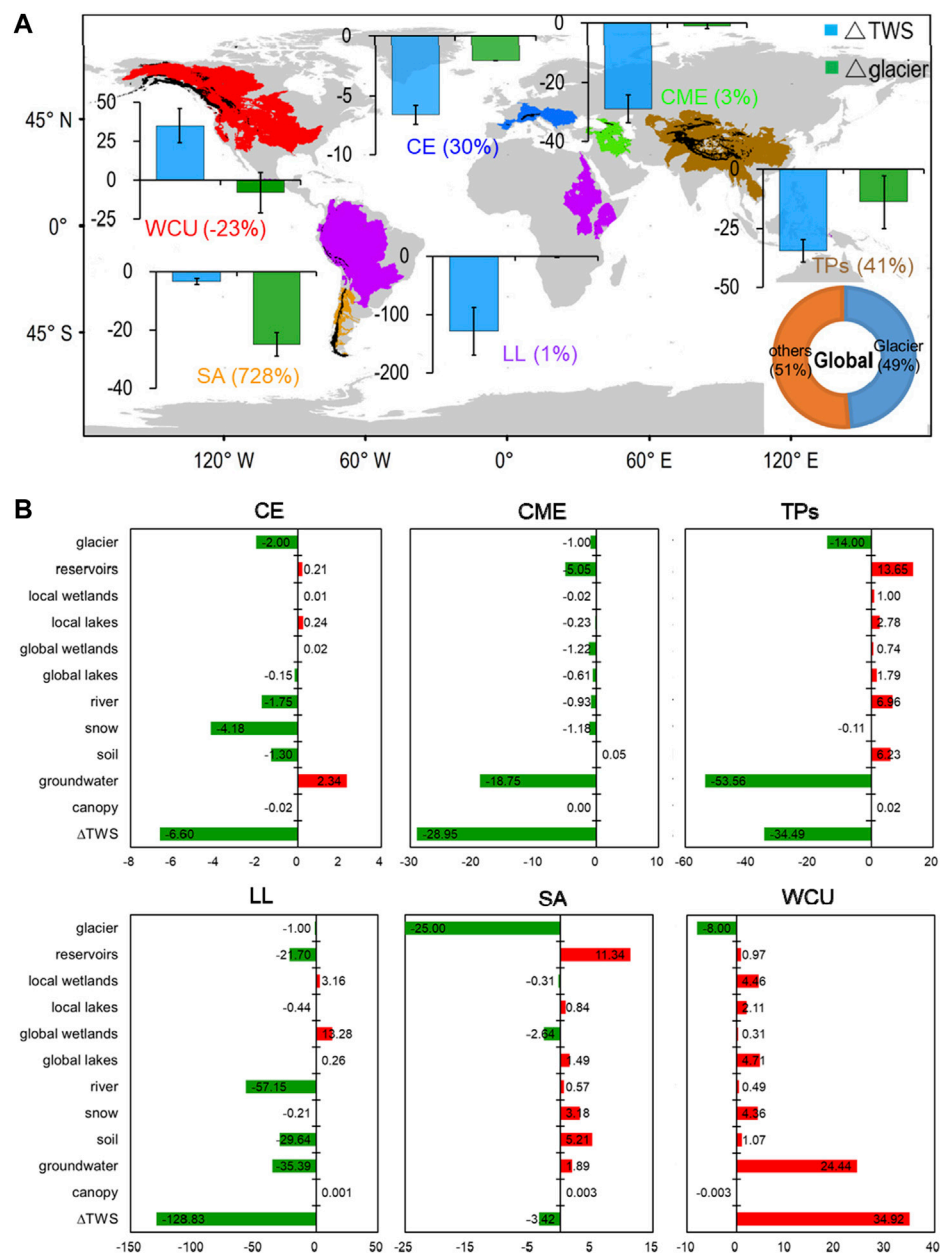 A
△TWS
△glacier
0
-5
-10
CE (30%)
0
-20
-40
CME (3%)
50
25
0
-25
WCU (-23%)
0
-25
-50
TPs (41%)
0
-20
-40
SA (728%)
0
-100
-200
LL (1%)
others
(51%)
Global
Glacier
(49%)
45° N
0°
45° S
120° W
60° W
0°
60° E
120° E
B
CE
CME
TPs
glacier
-2.00
-1.00
-14.00
reservoirs
0.21
-5.05
13.65
local wetlands
0.01
-0.02
1.00
local lakes
0.24
-0.23
2.78
global wetlands
0.02
-1.22
0.74
global lakes
-0.15
-0.61
1.79
river
-1.75
-0.93
6.96
snow
-4.18
-1.18
-0.11
soil
-1.30
0.05
6.23
groundwater
2.34
-18.75
-53.56
canopy
-0.02
0.00
0.02
ΔTWS
-6.60
-28.95
-34.49
-8 -6 -4 -2 0 2 4
-30 -20 -10 0 10
-60 -40 -20 0 20
LL
SA
WCU
glacier
-1.00
-25.00
-8.00
reservoirs
-21.70
11.34
0.97
local wetlands
3.16
-0.31
4.46
local lakes
-0.44
0.84
2.11
global wetlands
13.28
-2.64
0.31
global lakes
0.26
1.49
4.71
river
-57.15
0.57
0.49
snow
-0.21
3.18
4.36
soil
-29.64
5.21
1.07
groundwater
-35.39
1.89
24.44
canopy
0.001
0.003
-0.003
ΔTWS
-128.83
-3.42
34.92
-150 -100 -50 0 50
-25 -15 -5 5 15
-10 0 10 20 30 40